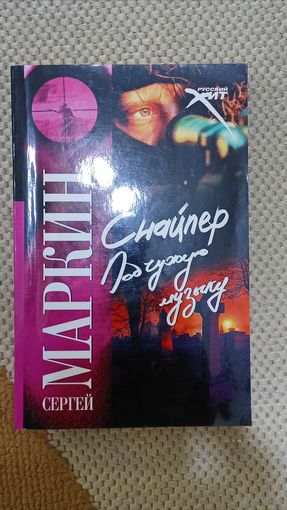 РУССКИЙ
ХИТ
Снайпер
Под чужую
музыку
СЕРГЕЙ
МАРКИН